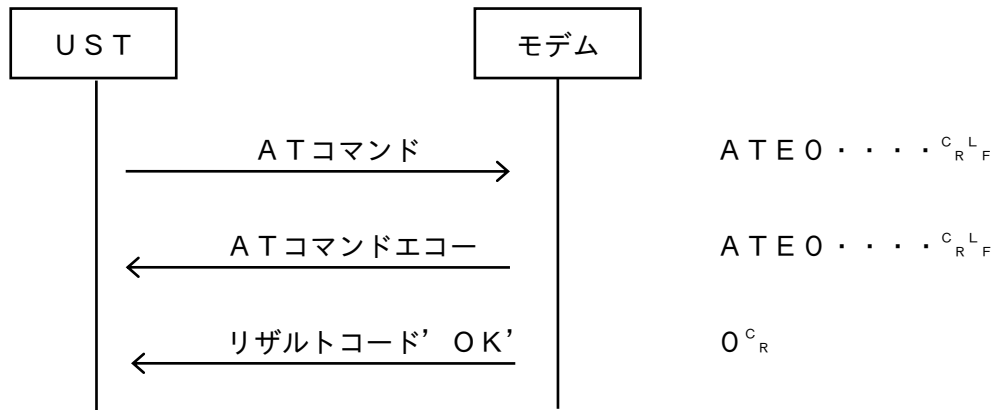 ＵＳＴ
モデム
ＡＴコマンド
ＡＴＥ０・・・・CRLF
ＡＴコマンドエコー
ＡＴＥ０・・・・CRLF
リザルトコード’ＯＫ’
０CR